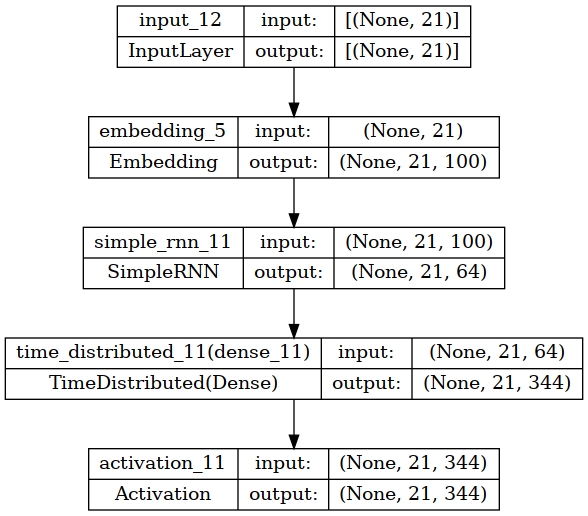 input_12 input: [(None, 21)]
InputLayer output: [(None, 21)]
embedding_5 input: (None, 21)
Embedding output: (None, 21, 100)
simple_rnn_11 input: (None, 21, 100)
SimpleRNN output: (None, 21, 64)
time_distributed_11(dense_11) input: (None, 21, 64)
TimeDistributed(Dense) output: (None, 21, 344)
activation_11 input: (None, 21, 344)
Activation output: (None, 21, 344)